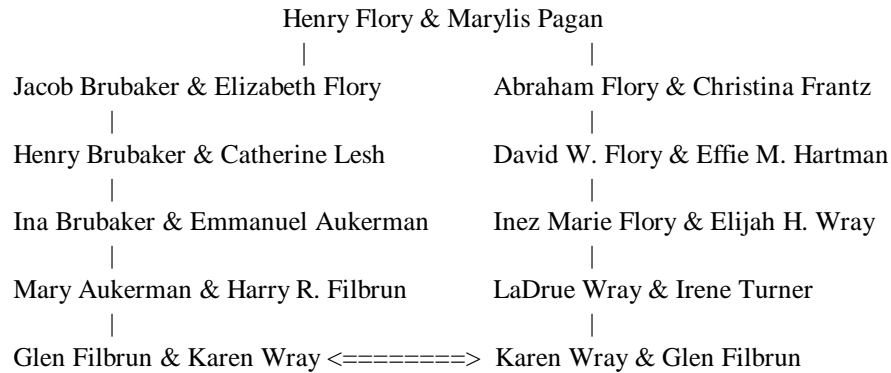 Henry Flory & Marylis Pagan
| |
Jacob Brubaker & Elizabeth Flory Abraham Flory & Christina Frantz
| |
Henry Brubaker & Catherine Lesh David W. Flory & Effie M. Hartman
| |
Ina Brubaker & Emmanuel Aukerman Inez Marie Flory & Elijah H. Wray
| |
Mary Aukerman & Harry R. Filbrun LaDrue Wray & Irene Turner
| |
Glen Filbrun & Karen Wray <========> Karen Wray & Glen Filbrun